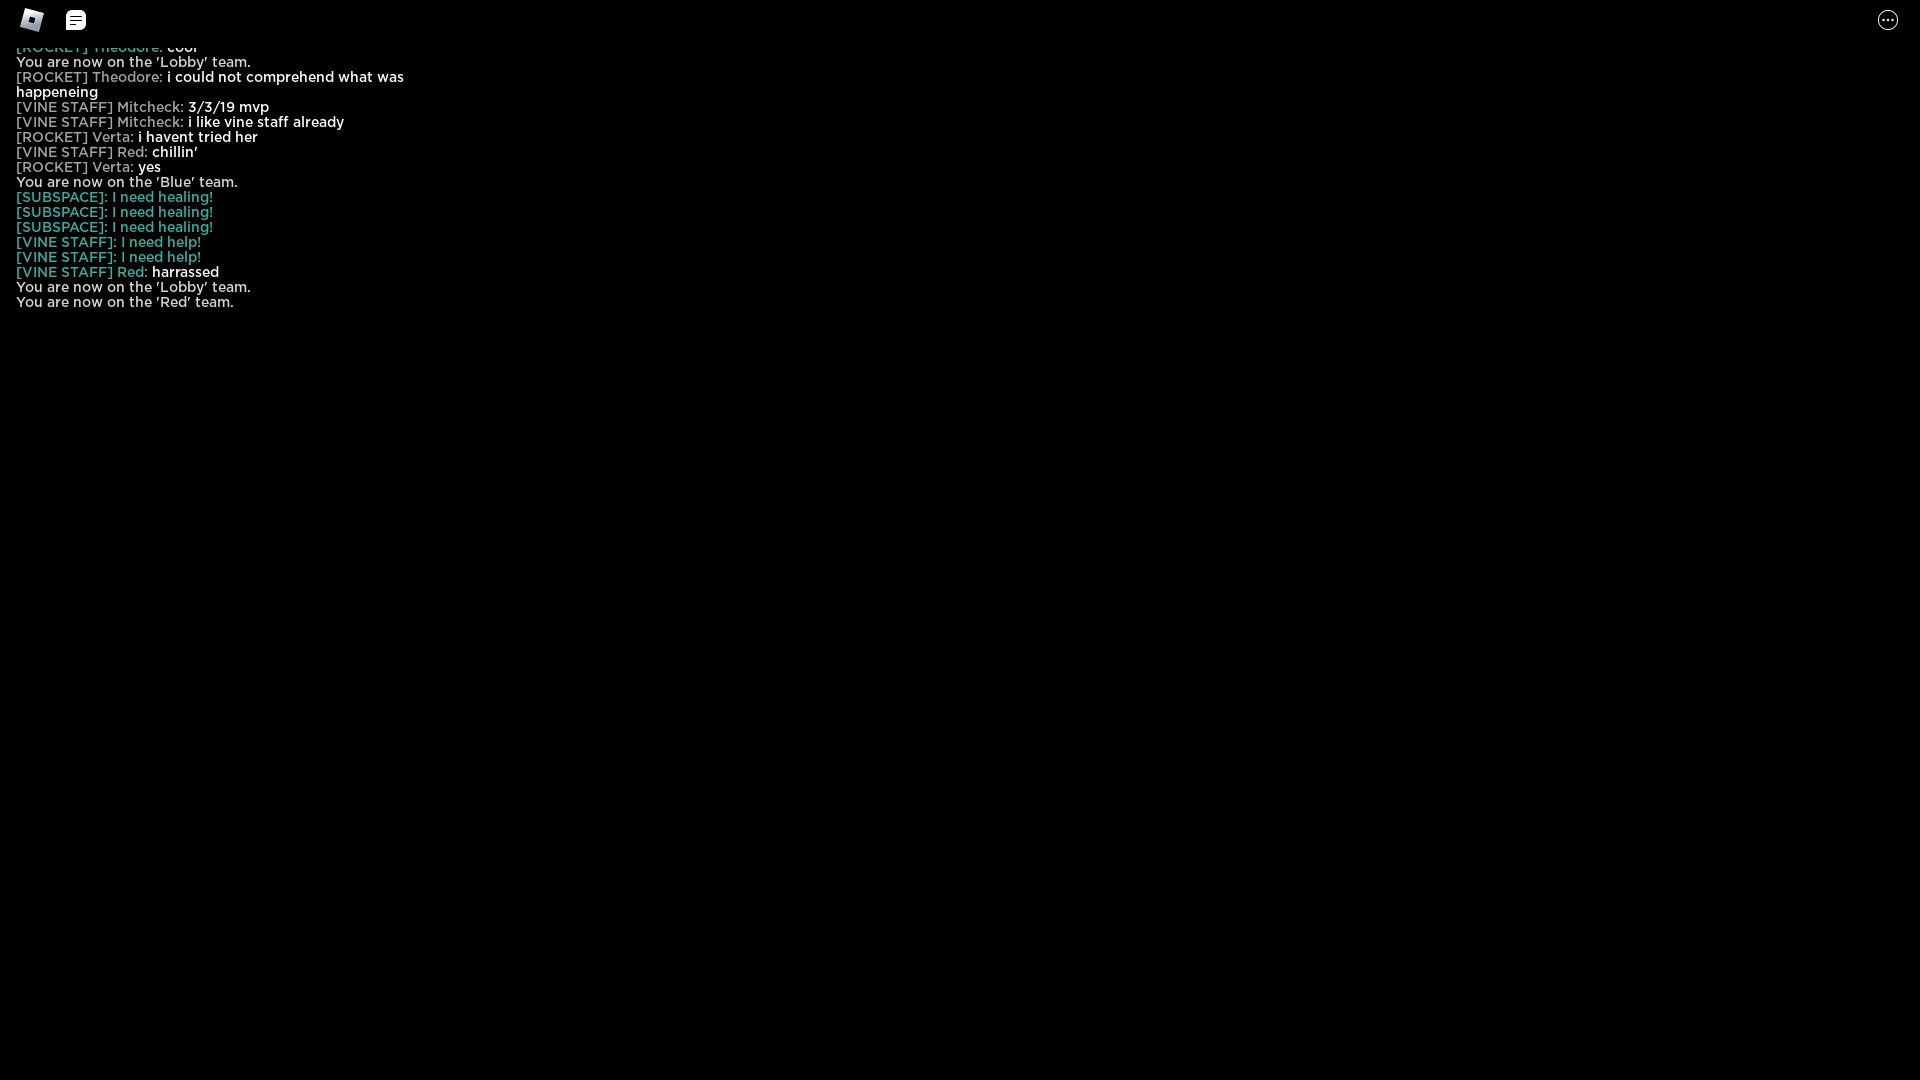 [ROCKET] Theodore: cool
You are now on the 'Lobby' team.
[ROCKET] Theodore: i could not comprehend what was
happeneing
[VINE STAFF] Mitcheck: 3/3/19 mvp
[VINE STAFF] Mitcheck: i like vine staff already
[ROCKET] Verta: i havent tried her
[VINE STAFF] Red: chillin'
[ROCKET] Verta: yes
You are now on the 'Blue' team.
[SUBSPACE]: I need healing!
[SUBSPACE]: I need healing!
[SUBSPACE]: I need healing!
[VINE STAFF]: I need help!
[VINE STAFF]: I need help!
[VINE STAFF] Red: harrassed
You are now on the 'Lobby' team.
You are now on the 'Red' team.